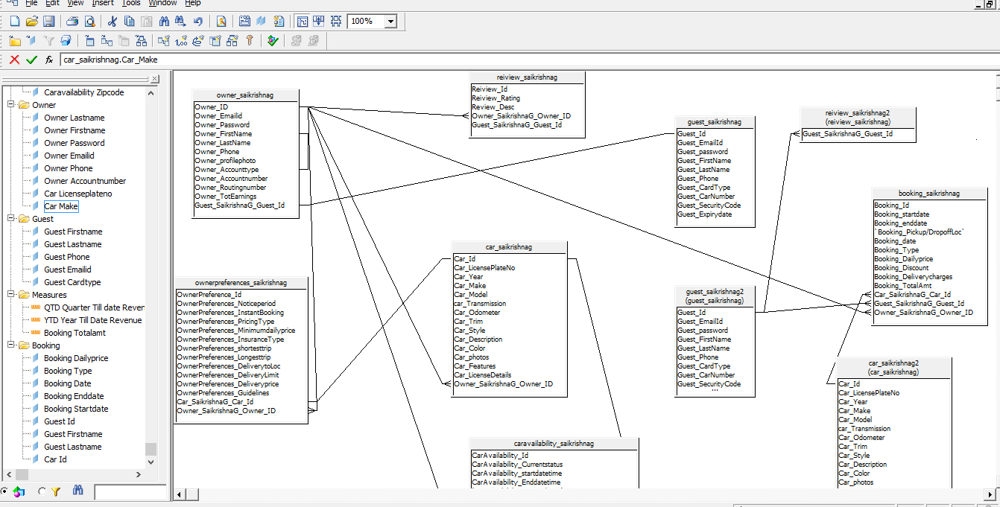 File Edit View Insert Tools Window Help
100%
car_saikrishnag.Car_Make
Caravailability Zipcode
Owner
Owner Lastname
Owner Firstname
Owner Password
Owner Emailid
Owner Phone
Owner Accountnumber
Car Licenseplateno
Car Make
Guest
Guest Firstname
Guest Lastname
Guest Phone
Guest Emailid
Guest Cardtype
Measures
QTD Quarter Till date Reven
YTD Year Till Date Revenue
Booking Totalamt
Booking
Booking Dailyprice
Booking Type
Booking Date
Booking Enddate
Booking Startdate
Guest Id
Guest Firstname
Guest Lastname
Car Id
owner_saikrishnag
Owner_ID
Owner_Emailid
Owner_Password
Owner_FirstName
Owner_LastName
Owner_Phone
Owner_profilephoto
Owner_Accounttype
Owner_Accountnumber
Owner_Routingnumber
Owner_TotEarnings
Guest_SaikrishnaG_Guest_Id
ownerpreferences_saikrishnag
OwnerPreference_Id
OwnerPreferences_Noticeperiod
OwnerPreferences_InstantBooking
OwnerPreferences_PricingType
OwnerPreferences_Minimumdailyprice
OwnerPreferences_InsuranceType
OwnerPreferences_shortesttrip
OwnerPreferences_Longesttrip
OwnerPreferences_DeliverytoLoc
OwnerPreferences_DeliveryLimit
OwnerPreferences_Deliveryprice
OwnerPreferences_Guidelines
Car_SaikrishnaG_Car_Id
Owner_SaikrishnaG_Owner_ID
reiview_saikrishnag
Reiview_Id
Reiview_Rating
Review_Desc
Owner_SaikrishnaG_Owner_ID
Guest_SaikrishnaG_Guest_Id
car_saikrishnag
Car_Id
Car_LicensePlateNo
Car_Year
Car_Make
Car_Model
car_Transmission
Car_Odometer
Car_Trim
Car_Style
Car_Description
Car_Color
Car_photos
Car_Features
Car_LicenseDetails
Owner_SaikrishnaG_Owner_ID
caravailability_saikrishnag
CarAvailability_Id
CarAvailability_Currentstatus
CarAvailability_startdatetime
CarAvailability_Enddatetime
guest_saikrishnag
Guest_Id
Guest_EmailId
Guest_password
Guest_FirstName
Guest_LastName
Guest_Phone
Guest_CardType
Guest_CarNumber
Guest_SecurityCode
Guest_Expirydate
guest_saikrishnag2
(guest_saikrishnag)
Guest_Id
Guest_EmailId
Guest_password
Guest_FirstName
Guest_LastName
Guest_Phone
Guest_CardType
Guest_CarNumber
Guest_SecurityCode
...
reiview_saikrishnag2
(reiview_saikrishnag)
Guest_SaikrishnaG_Guest_Id
booking_saikrishnag
Booking_Id
Booking_startdate
Booking_enddate
`Booking_Pickup/DropoffLoc`
Booking_date
Booking_Type
Booking_Dailyprice
Booking_Discount
Booking_Deliverycharges
Booking_TotalAmt
Car_SaikrishnaG_Car_Id
Guest_SaikrishnaG_Guest_Id
Owner_SaikrishnaG_Owner_ID
car_saikrishnag2
(car_saikrishnag)
Car_Id
Car_LicensePlateNo
Car_Year
Car_Make
Car_Model
car_Transmission
Car_Odometer
Car_Trim
Car_Style
Car_Description
Car_Color
Car_photos